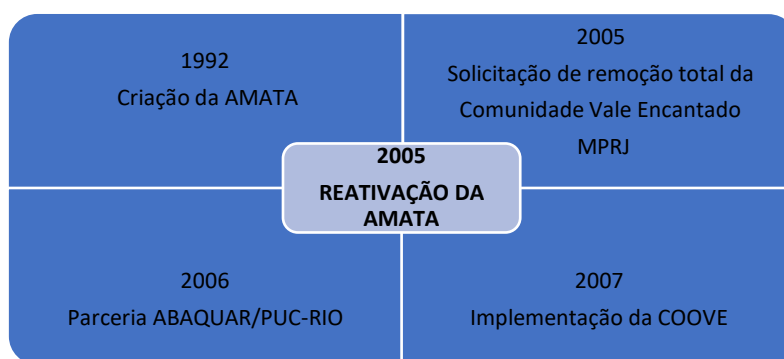 1992
Criação da AMATA
2005
Solicitação de remoção total da
Comunidade Vale Encantado
MPRJ
2005
REATIVAÇÃO DA
AMATA
2006
Parceria ABAQUAR/PUC-RIO
2007
Implementação da COOVE